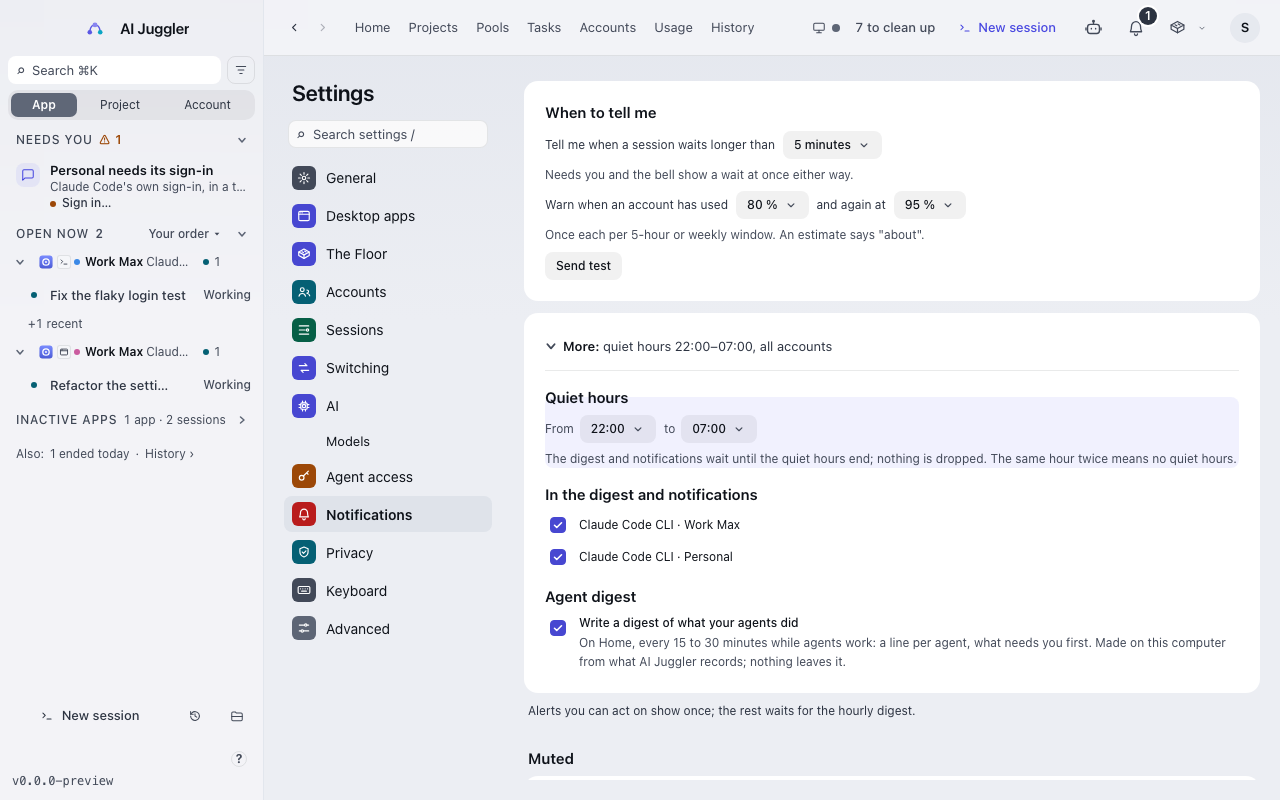 AI Juggler
Search ⌘K
App Project Account
NEEDS YOU 1
Personal needs its sign-in
Claude Code's own sign-in, in a t...
Sign in...
OPEN NOW 2 Your order
Work Max Claud... 1
Fix the flaky login test Working
+1 recent
Work Max Claud... 1
Refactor the setti... Working
INACTIVE APPS 1 app · 2 sessions
Also: 1 ended today · History ›
New session
?
v0.0.0-preview
Home Projects Pools Tasks Accounts Usage History 7 to clean up New session 1 S
Settings
Search settings /
General
Desktop apps
The Floor
Accounts
Sessions
Switching
AI
Models
Agent access
Notifications
Privacy
Keyboard
Advanced
When to tell me
Tell me when a session waits longer than 5 minutes
Needs you and the bell show a wait at once either way.
Warn when an account has used 80 % and again at 95 %
Once each per 5-hour or weekly window. An estimate says "about".
Send test
More: quiet hours 22:00–07:00, all accounts
Quiet hours
From 22:00 to 07:00
The digest and notifications wait until the quiet hours end; nothing is dropped. The same hour twice means no quiet hours.
In the digest and notifications
Claude Code CLI · Work Max
Claude Code CLI · Personal
Agent digest
Write a digest of what your agents did
On Home, every 15 to 30 minutes while agents work: a line per agent, what needs you first. Made on this computer
from what AI Juggler records; nothing leaves it.
Alerts you can act on show once; the rest waits for the hourly digest.
Muted